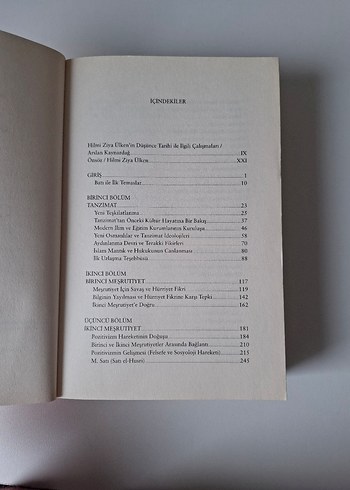 İÇİNDEKİLER
Hilmi Ziya Ülken'in Düşünce Tarihi ile İlgili Çalışmaları /
Arslan Kaynardağ IX
Önsöz / Hilmi Ziya Ülken XXI
GİRİŞ 1
Batı ile İlk Temaslar 10
BİRİNCİ BÖLÜM
TANZİMAT 23
Yeni Teşkilatlanma 25
Tanzimat'tan Önceki Kültür Hayatına Bir Bakış 37
Modern İlim ve Eğitim Kurumlarının Kuruluşu 46
Yeni Osmanlılar ve Tanzimat İdeolojileri 58
Aydınlanma Devri ve Terakki Fikirleri 70
İslam Mantık ve Hukukunun Canlanması 80
İlk Uzlaşma Teşebbüsü 88
İKİNCİ BÖLÜM
BİRİNCİ MEŞRUTİYET 117
Meşrutiyet İçin Savaş ve Hürriyet Fikri 119
Bilginin Yayılması ve Hürriyet Fikrine Karşı Tepki 142
İkinci Meşrutiyet'e Doğru 162
ÜÇÜNCÜ BÖLÜM
İKİNCİ MEŞRUTİYET 181
Pozitivizm Hareketinin Doğuşu 184
Birinci ve İkinci Meşrutiyetler Arasında Bağlantı 210
Pozitivizmin Gelişmesi (Felsefe ve Sosyoloji Hareketi) 215
M. Satı (Satı el-Husri) 245